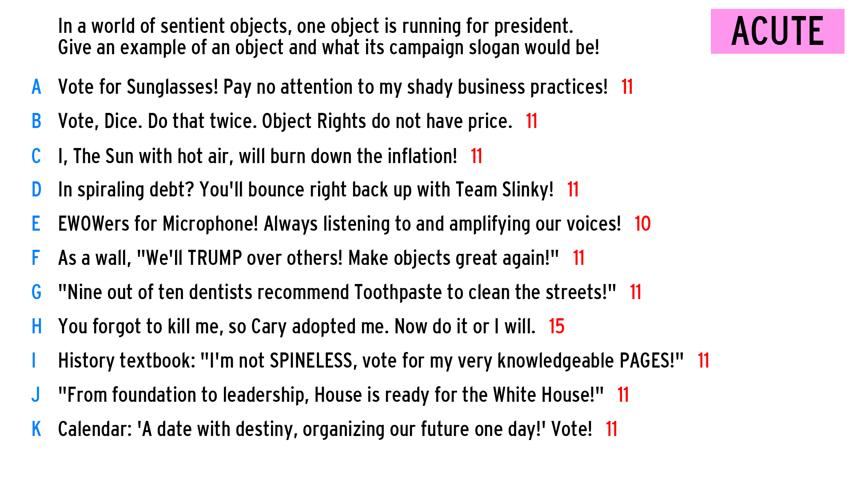 In a world of sentient objects, one object is running for president.
Give an example of an object and what its campaign slogan would be!
ACUTE
A Vote for Sunglasses! Pay no attention to my shady business practices! 11
B Vote, Dice. Do that twice. Object Rights do not have price. 11
C I, The Sun with hot air, will burn down the inflation! 11
D In spiraling debt? You'll bounce right back up with Team Slinky! 11
E EWOWers for Microphone! Always listening to and amplifying our voices! 10
F As a wall, "We'll TRUMP over others! Make objects great again!" 11
G "Nine out of ten dentists recommend Toothpaste to clean the streets!" 11
H You forgot to kill me, so Cary adopted me. Now do it or I will. 15
I History textbook: "I'm not SPINELESS, vote for my very knowledgeable PAGES!" 11
J "From foundation to leadership, House is ready for the White House!" 11
K Calendar: 'A date with destiny, organizing our future one day!' Vote! 11